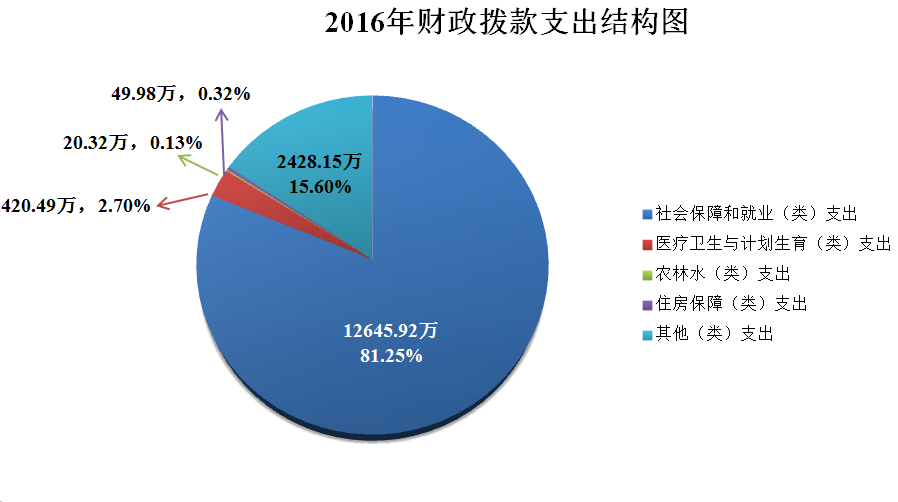 2016年财政拨款支出结构图
49.98万，0.32%
20.32万，0.13%
420.49万，2.70%
2428.15万
15.60%
12645.92万
81.25%
社会保障和就业（类）支出
医疗卫生与计划生育（类）支出
农林水（类）支出
住房保障（类）支出
其他（类）支出